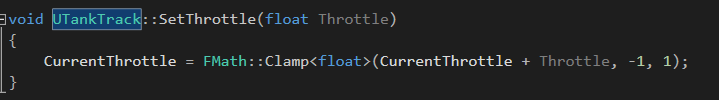 void UTankTrack::SetThrottle(float Throttle)
{
    CurrentThrottle = FMath::Clamp<float>(CurrentThrottle + Throttle, -1, 1);
}